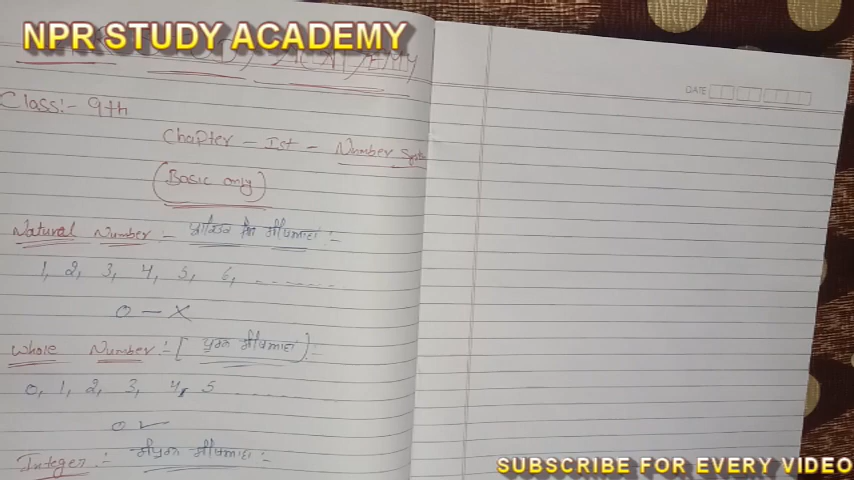 NPR STUDY ACADEMY
Class:- 9th
Chapter - Ist - Number
(Basic only)
DATE
Natural Number:-
1, 2, 3, 4, 5, 6, ........
0 — X
Whole Number:-
0, 1, 2, 3, 4, 5 ........
0 ✓
Integer:-
SUBSCRIBE FOR EVERY VIDEO